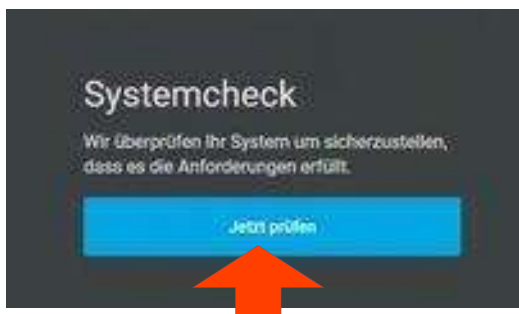 Systemcheck
Wir überprüfen Ihr System um sicherzustellen,
dass es die Anforderungen erfüllt.
Jetzt prüfen